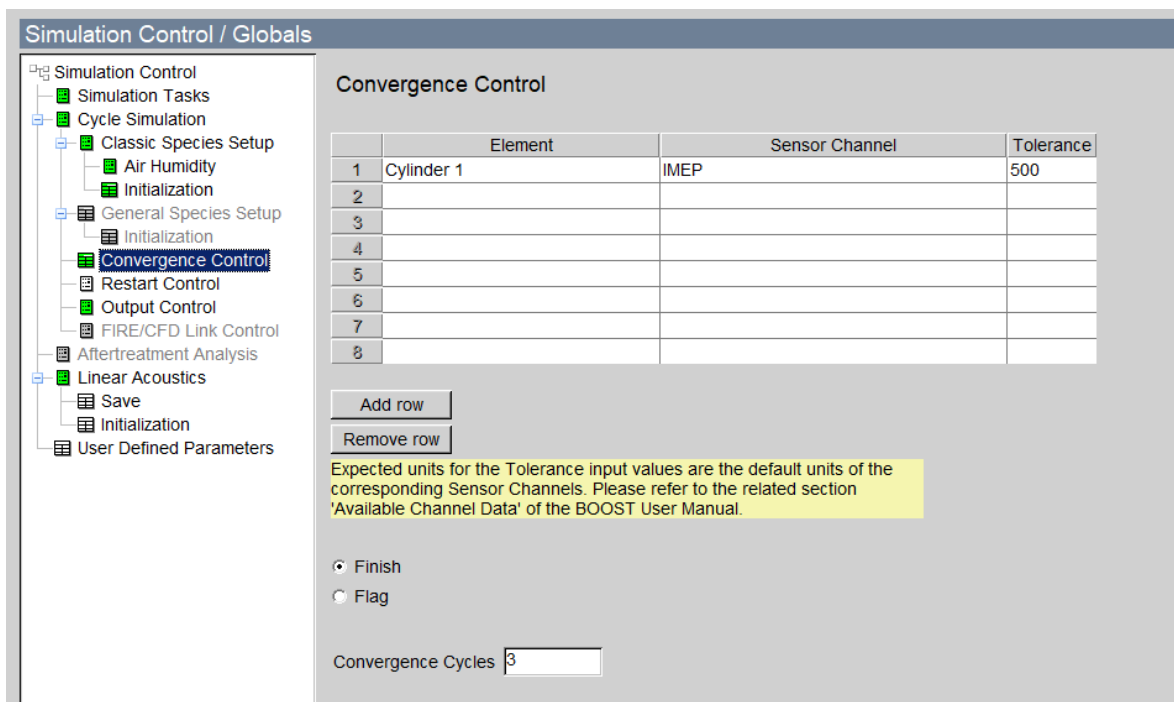 Simulation Control / Globals
Simulation Control
Simulation Tasks
Cycle Simulation
Classic Species Setup
Air Humidity
Initialization
General Species Setup
Initialization
Convergence Control
Restart Control
Output Control
FIRE/CFD Link Control
Aftertreatment Analysis
Linear Acoustics
Save
Initialization
User Defined Parameters
Convergence Control
Element Sensor Channel Tolerance
1 Cylinder 1 IMEP 500
2
3
4
5
6
7
8
Add row
Remove row
Expected units for the Tolerance input values are the default units of the
corresponding Sensor Channels. Please refer to the related section
'Available Channel Data' of the BOOST User Manual.
Finish
Flag
Convergence Cycles 3